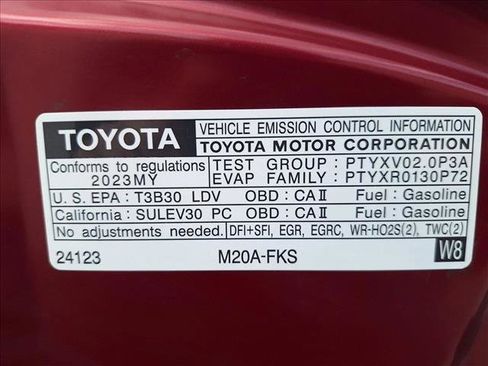 TOYOTA
VEHICLE EMISSION CONTROL INFORMATION
TOYOTA MOTOR CORPORATION
Conforms to regulations
2023MY
TEST GROUP : PTYXV02.0P3A
EVAP FAMILY : PTYXR0130P72
U. S. EPA : T3B30 LDV OBD : CAⅡ Fuel : Gasoline
California : SULEV30 PC OBD : CAⅡ Fuel : Gasoline
No adjustments needed. DFI+SFI, EGR, EGRC, WR-HO2S(2), TWC(2)
24123 M20A-FKS W8